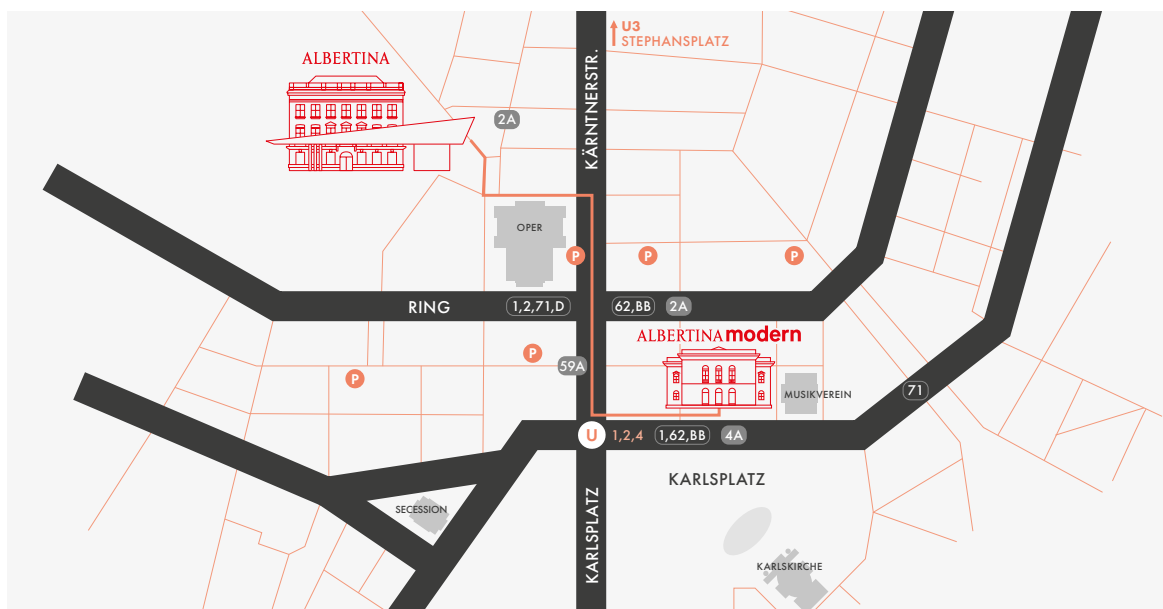 U3
STEPHANSPLATZ
ALBERTINA
KÄRNTNERSTR.
2A
OPER
P
P
P
RING
1,2,71,D
62,BB
2A
ALBERTINA modern
P
59A
P
71
MUSIKVEREIN
U
1,2,4
1,62,BB
4A
KARLSPLATZ
SECESSION
KARLSPLATZ
KARLSKIRCHE